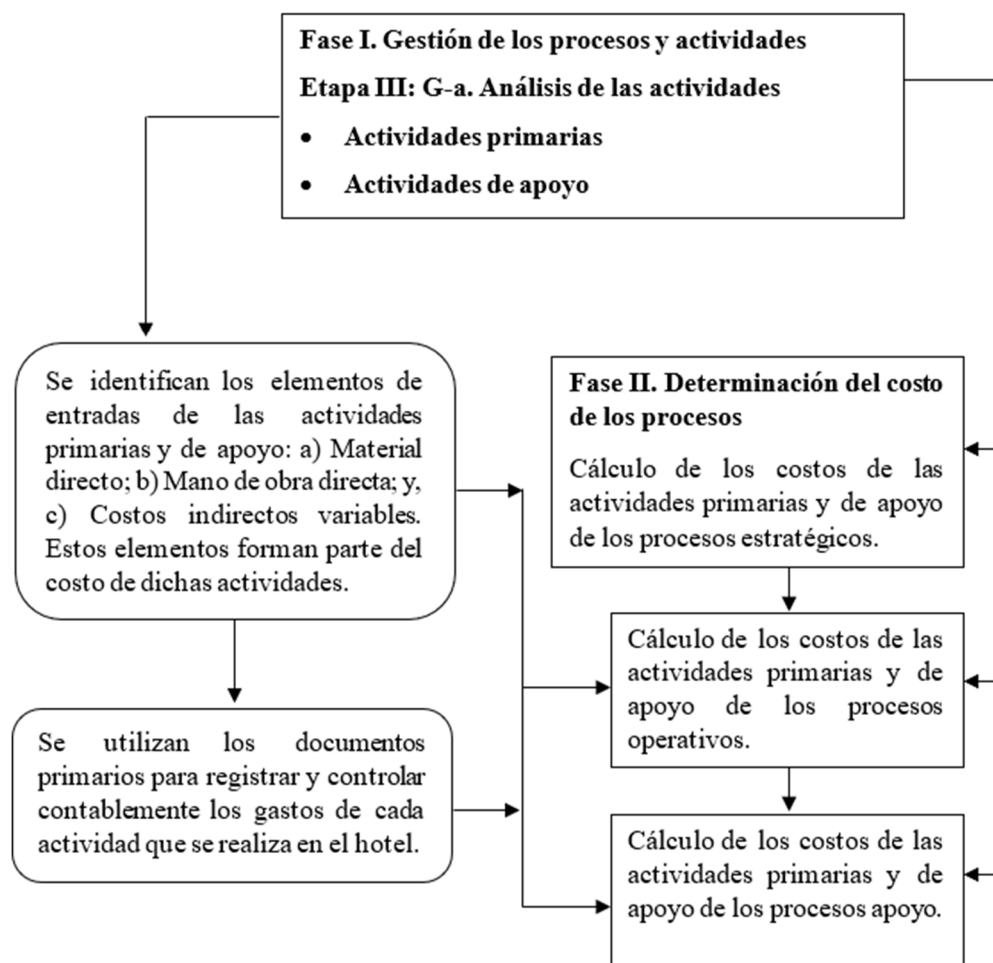 Fase I. Gestión de los procesos y actividades
Etapa III: G-a. Análisis de las actividades
• Actividades primarias
• Actividades de apoyo
Se identifican los elementos de
entradas de las actividades
primarias y de apoyo: a) Material
directo; b) Mano de obra directa; y,
c) Costos indirectos variables.
Estos elementos forman parte del
costo de dichas actividades.
Se utilizan los documentos
primarios para registrar y controlar
contablemente los gastos de cada
actividad que se realiza en el hotel.
Fase II. Determinación del costo
de los procesos
Cálculo de los costos de las
actividades primarias y de apoyo
de los procesos estratégicos.
Cálculo de los costos de las
actividades primarias y de
apoyo de los procesos
operativos.
Cálculo de los costos de las
actividades primarias y de
apoyo de los procesos apoyo.